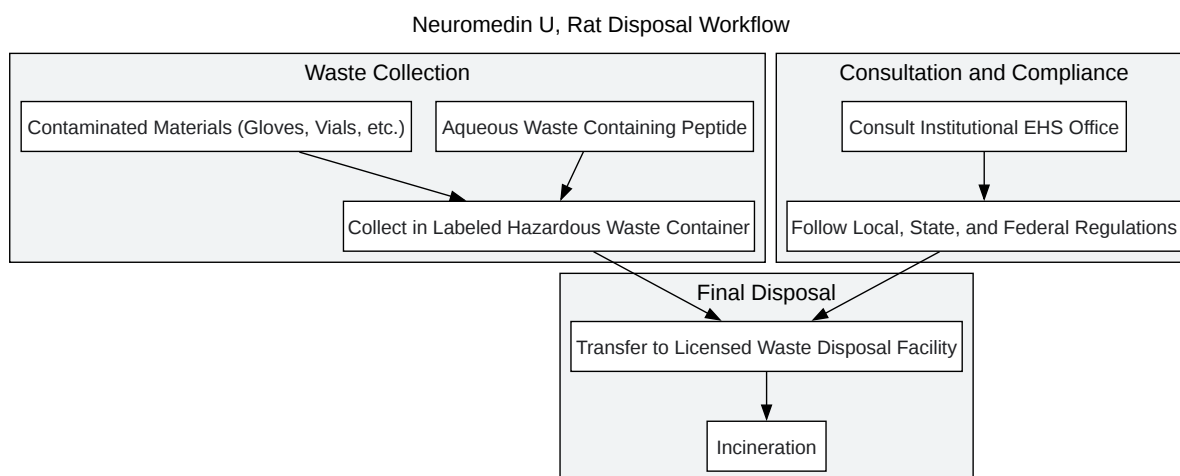 Neuromedin U, Rat Disposal Workflow
Waste Collection
Contaminated Materials (Gloves, Vials, etc.)
Aqueous Waste Containing Peptide
Collect in Labeled Hazardous Waste Container
Consultation and Compliance
Consult Institutional EHS Office
Follow Local, State, and Federal Regulations
Final Disposal
Transfer to Licensed Waste Disposal Facility
Incineration